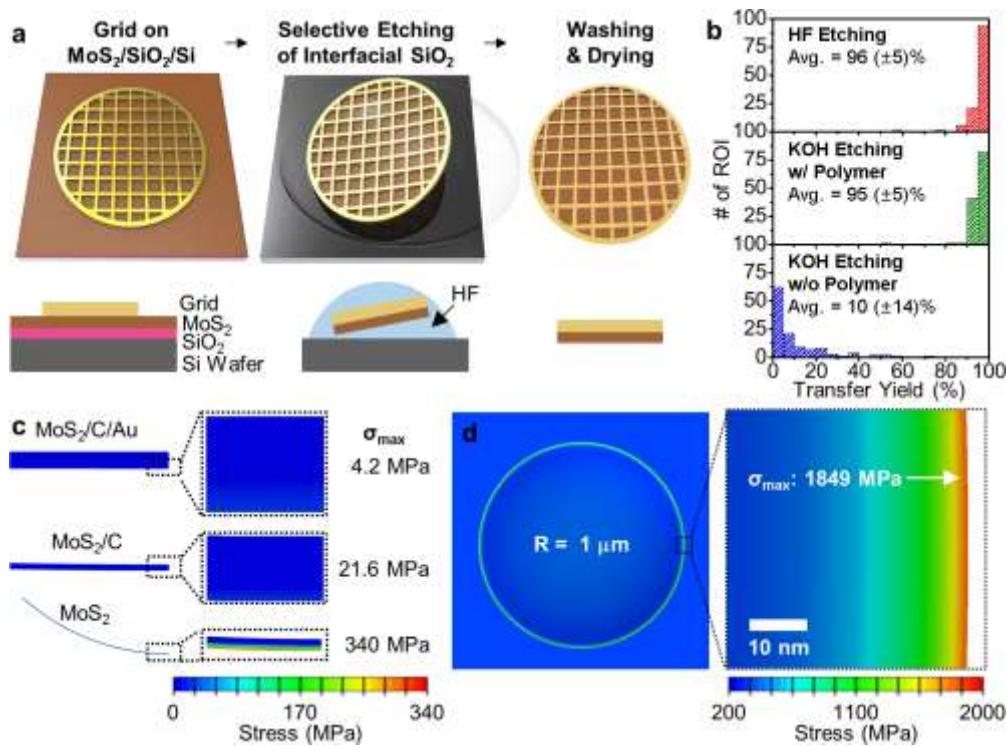 a
Grid on
MoS₂/SiO₂/Si
Selective Etching
of Interfacial SiO₂
Washing
& Drying
Grid
MoS₂
SiO₂
Si Wafer
HF
b
100
75
50
25
100
75
50
25
100
75
50
25
0
# of ROI
HF Etching
Avg. = 96 (±5)%
KOH Etching
w/ Polymer
Avg. = 95 (±5)%
KOH Etching
w/o Polymer
Avg. = 10 (±14)%
0 20 40 60 80 100
Transfer Yield (%)
c
MoS₂/C/Au
σmax
4.2 MPa
MoS₂/C
21.6 MPa
MoS₂
340 MPa
0 170 340
Stress (MPa)
d
R = 1 μm
σmax: 1849 MPa
10 nm
200 1100 2000
Stress (MPa)